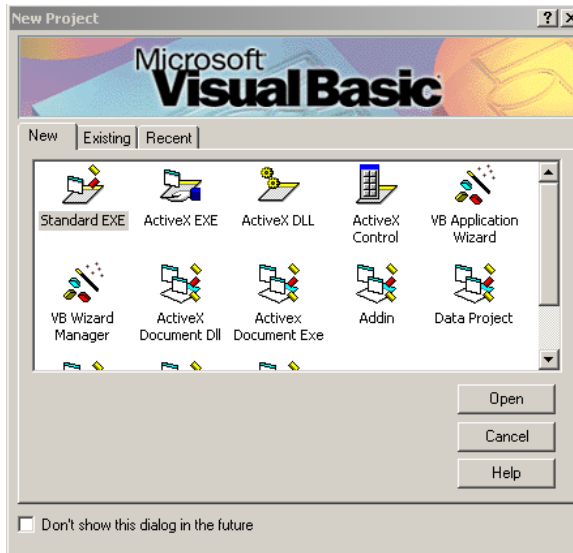 New Project
Microsoft
Visual Basic
New Existing Recent
Standard EXE ActiveX EXE ActiveX DLL ActiveX Control VB Application Wizard
VB Wizard Manager ActiveX Document Dll Activex Document Exe Addin Data Project
Open
Cancel
Help
Don't show this dialog in the future